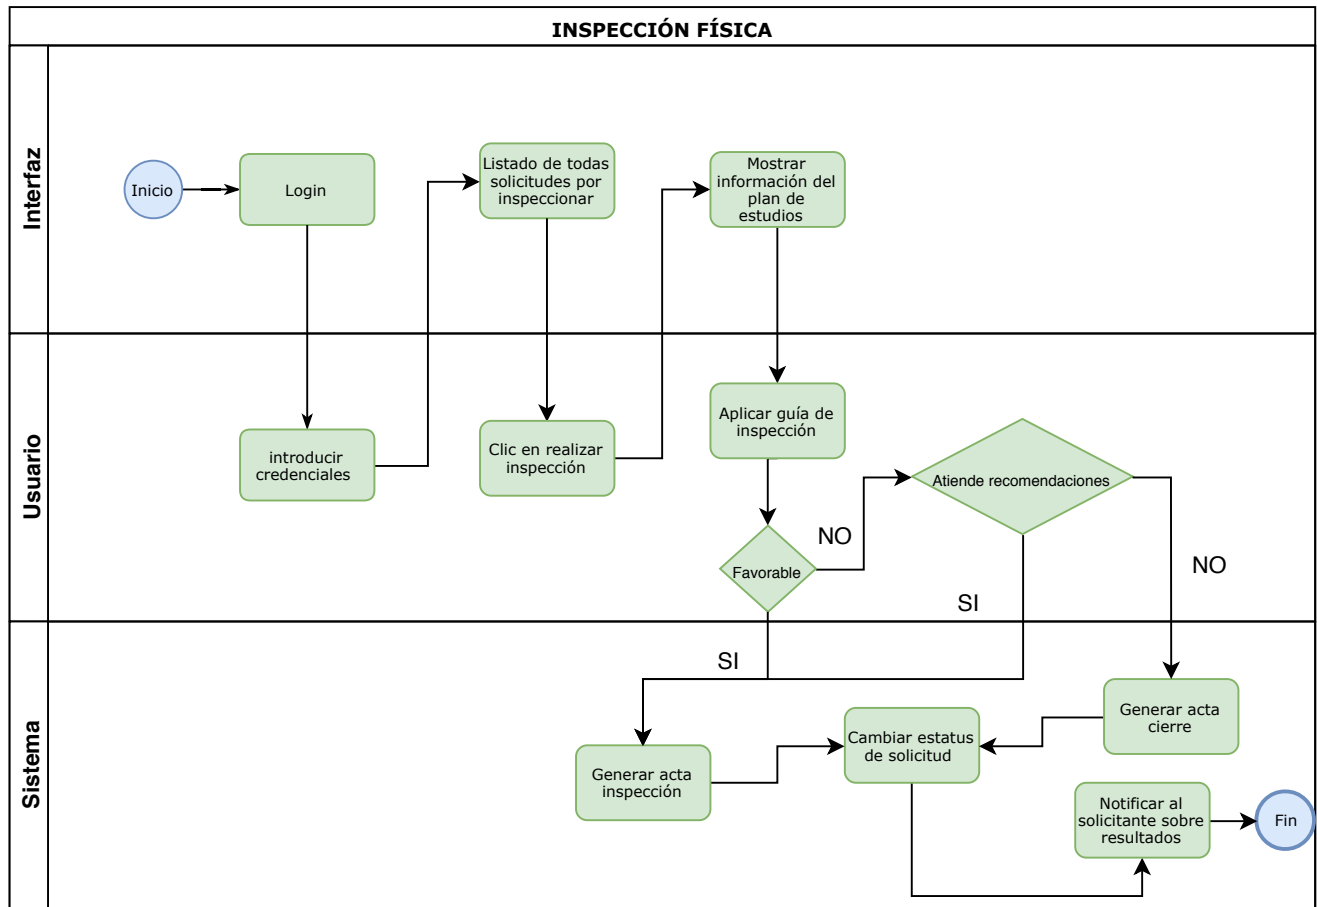 INSPECCIÓN FÍSICA
Interfaz
Inicio
Login
Listado de todas
solicitudes por
inspeccionar
Mostrar
información del
plan de
estudios
Usuario
introducir
credenciales
Clic en realizar
inspección
Aplicar guía de
inspección
Favorable
NO
Atiende recomendaciones
SI
NO
Sistema
SI
Generar acta
inspección
Cambiar estatus
de solicitud
Generar acta
cierre
Notificar al
solicitante sobre
resultados
Fin